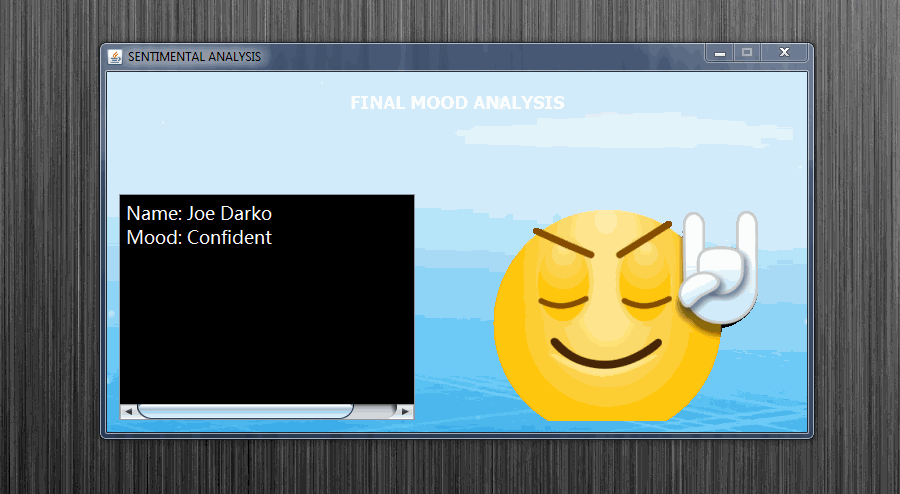 SENTIMENTAL ANALYSIS
FINAL MOOD ANALYSIS
Name: Joe Darko
Mood: Confident